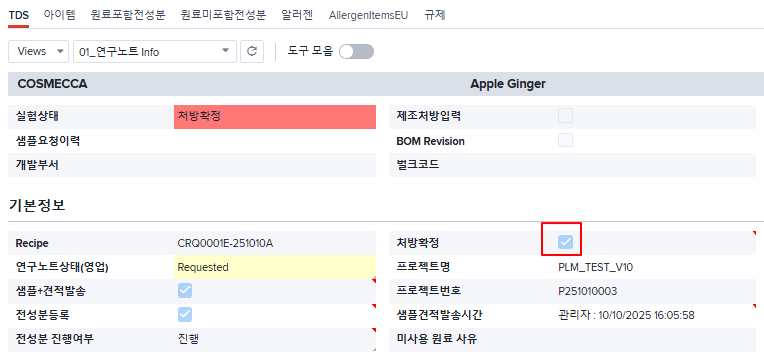 TDS 아이템 원료포함전성분 원료미포함전성분 알러젠 AllergenItemsEU 규제
Views 01_연구노트 Info 도구 모음
COSMECCA Apple Ginger
실험상태 처방확정 제조처방입력
샘플요청이력 BOM Revision
개발부서 벌크코드
기본정보
Recipe CRQ0001E-251010A 처방확정
연구노트상태(영업) Requested 프로젝트명 PLM_TEST_V10
샘플+견적발송 프로젝트번호 P251010003
전성분등록 샘플견적발송시간 관리자 : 10/10/2025 16:05:58
전성분 진행여부 진행 미사용 원료 사유